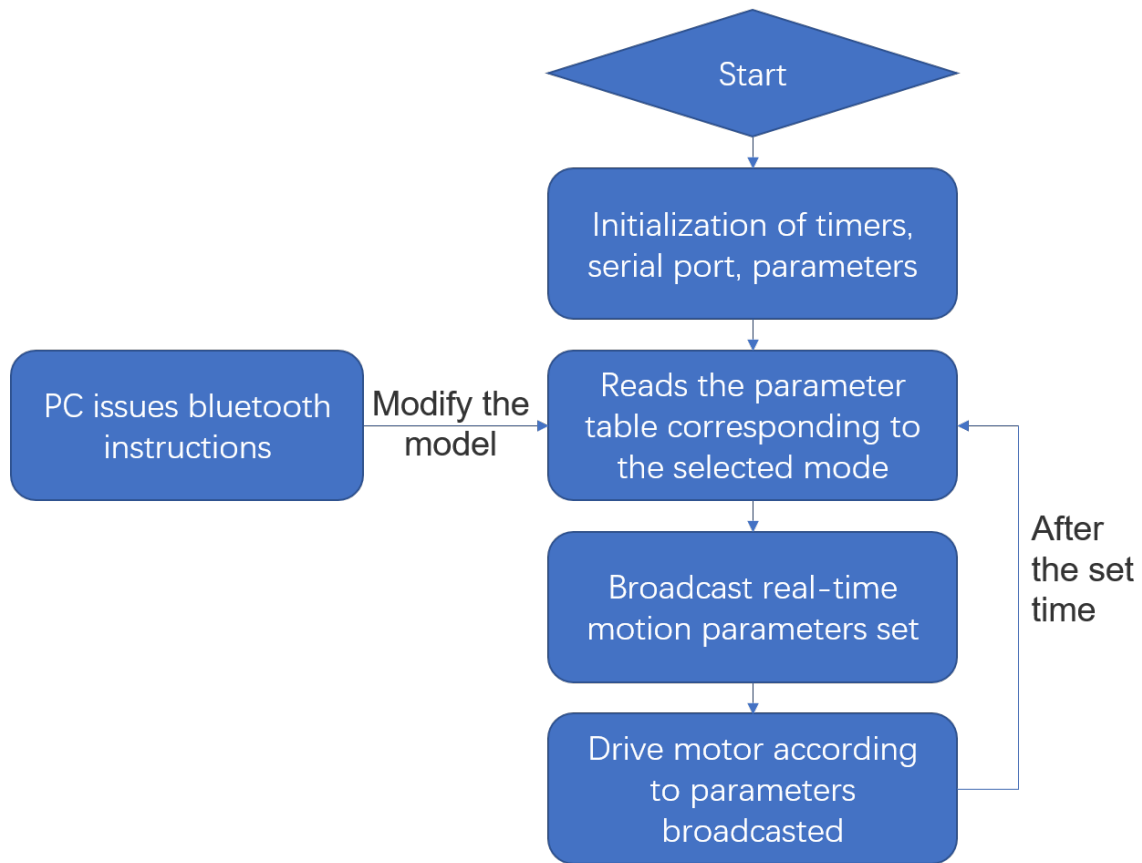 Start
Initialization of timers,
serial port, parameters
PC issues bluetooth
instructions
Modify the
model
Reads the parameter
table corresponding to
the selected mode
After
the set
time
Broadcast real-time
motion parameters set
Drive motor according
to parameters
broadcasted